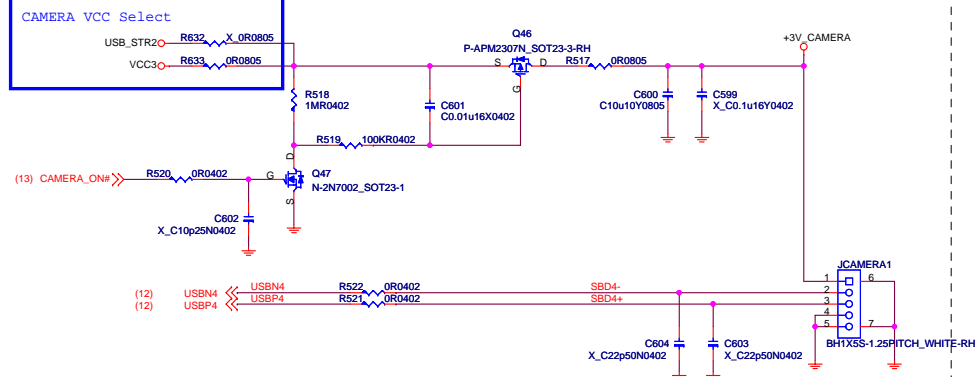 CAMERA VCC Select
USB_STR2 R632 X_0R0805
VCC3 R633 0R0805
Q46
P-APM2307N_SOT23-3-RH
S D R517 0R0805
G
+3V_CAMERA
R518
1MR0402
C601
C0.01u16X0402
C600
C10u10Y0805
C599
X_C0.1u16Y0402
R519 100KR0402
(13) CAMERA_ON# R520 0R0402
G D S
Q47
N-2N7002_SOT23-1
C602
X_C10p25N0402
(12) USBN4 USBN4 R522 0R0402 SBD4-
(12) USBP4 USBP4 R521 0R0402 SBD4+
JCAMERA1
1 6
2
3
4
5 7
BH1X5S-1.25PITCH_WHITE-RH
C604
X_C22p50N0402
C603
X_C22p50N0402